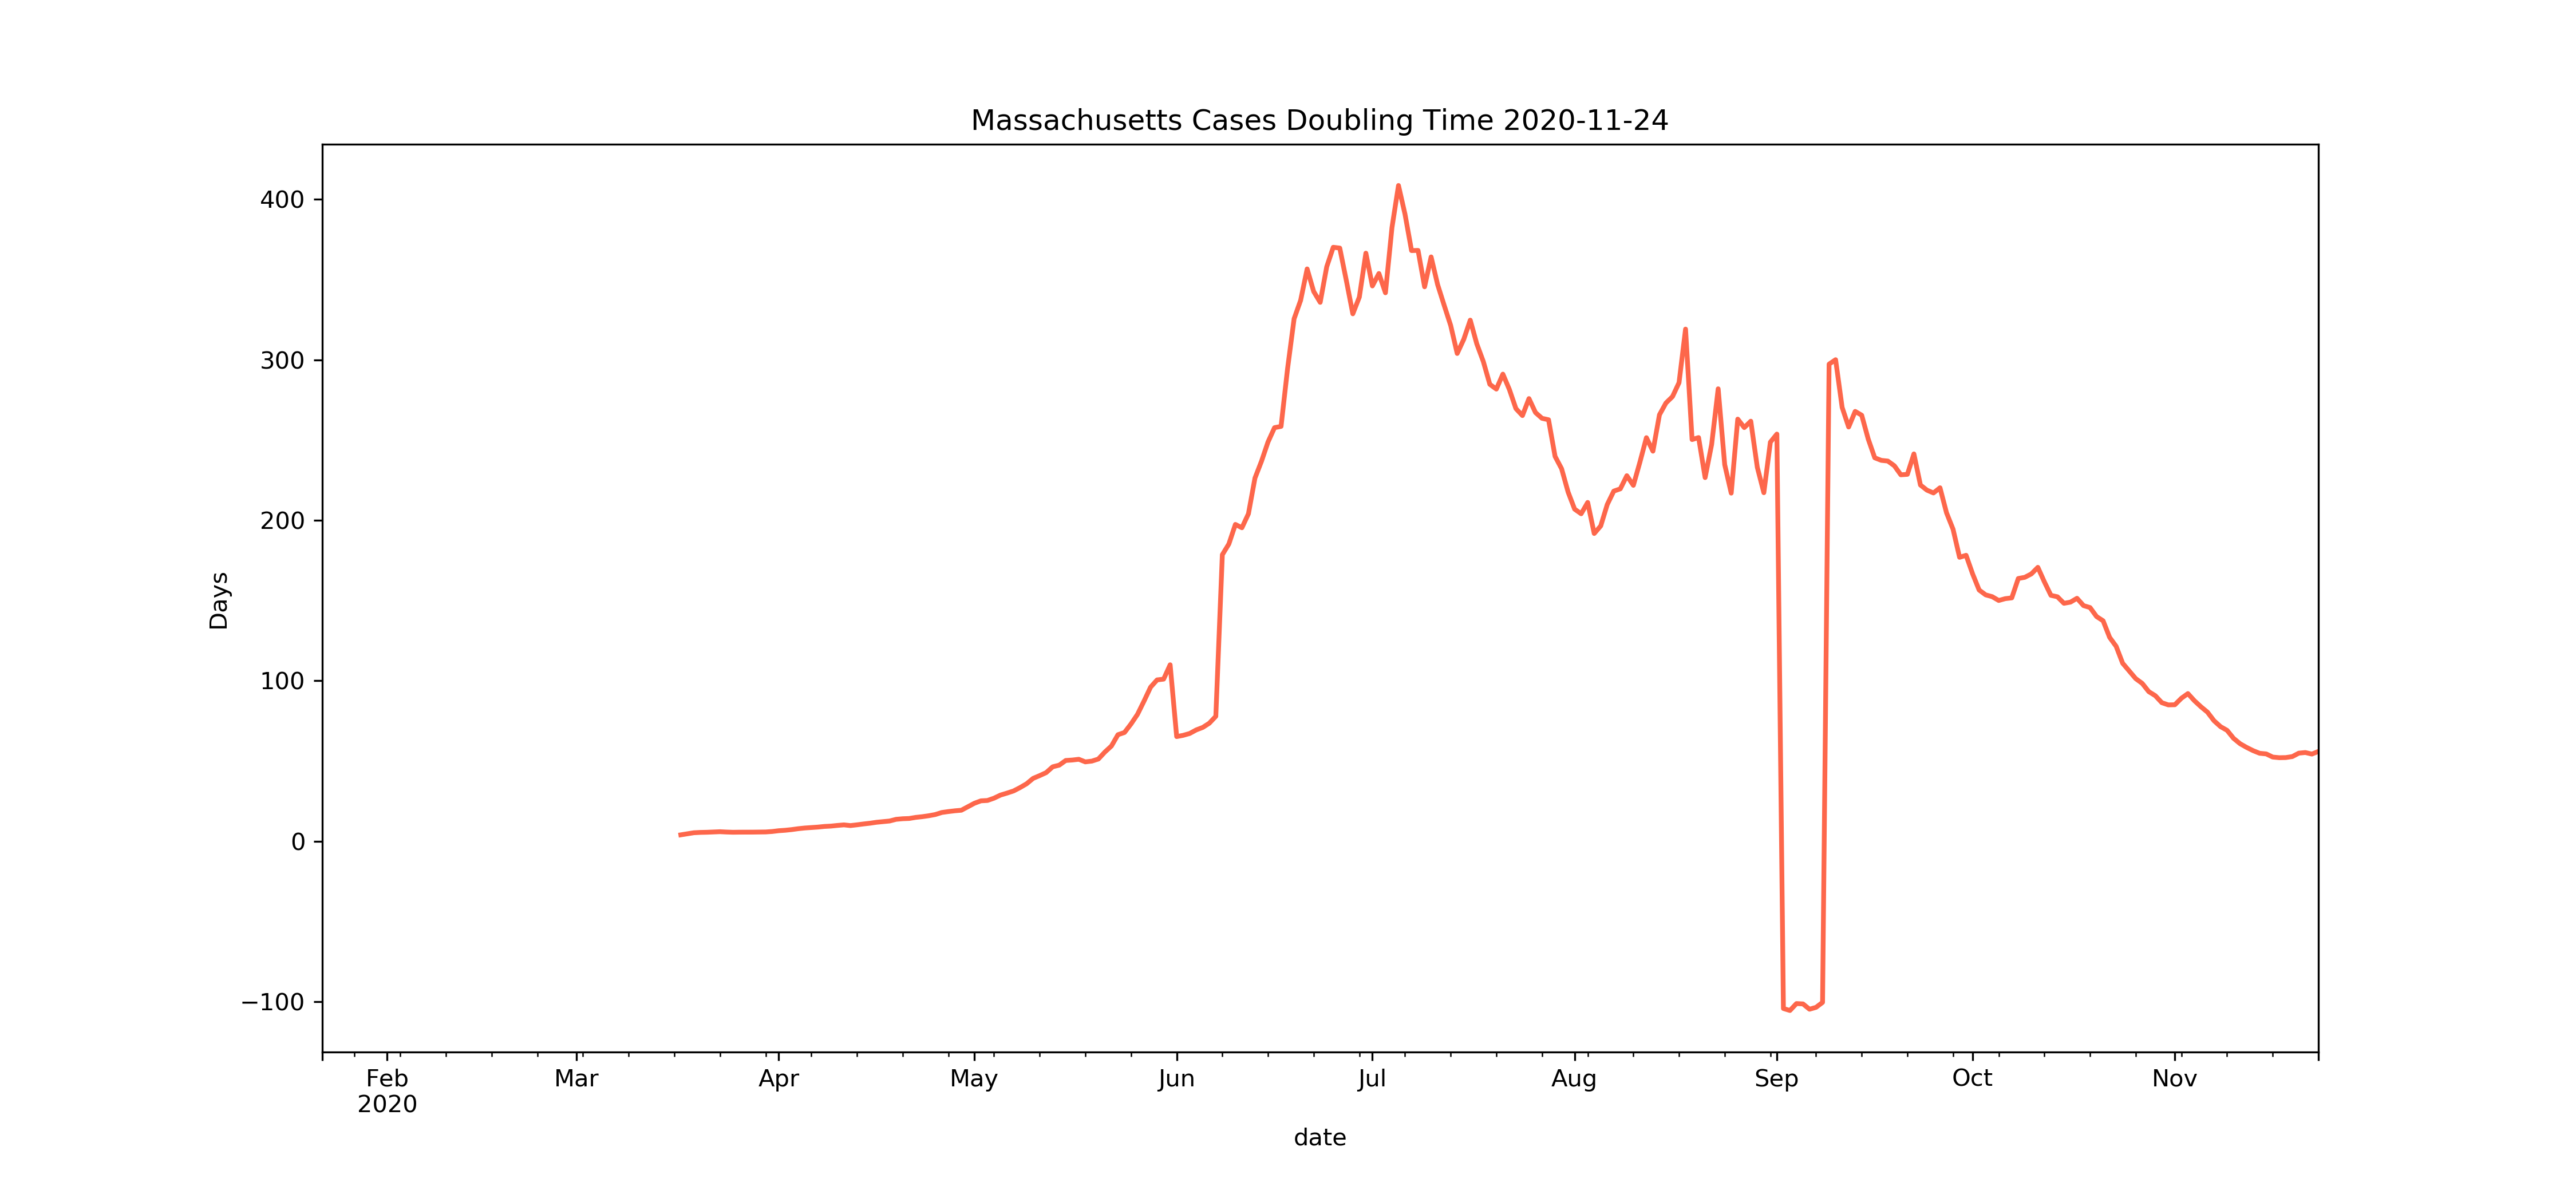 Massachusetts Cases Doubling Time 2020-11-24
400
300
200
100
0
−100
Days
Feb Mar Apr May Jun Jul Aug Sep Oct Nov
2020
date